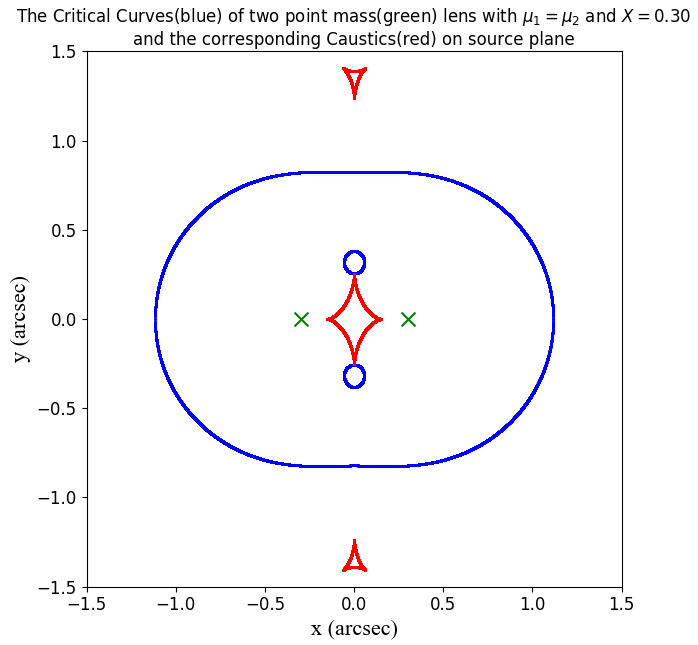 The Critical Curves(blue) of two point mass(green) lens with μ₁ = μ₂ and X = 0.30
and the corresponding Caustics(red) on source plane
1.5
1.0
0.5
0.0
−0.5
−1.0
−1.5
y (arcsec)
−1.5 −1.0 −0.5 0.0 0.5 1.0 1.5
x (arcsec)